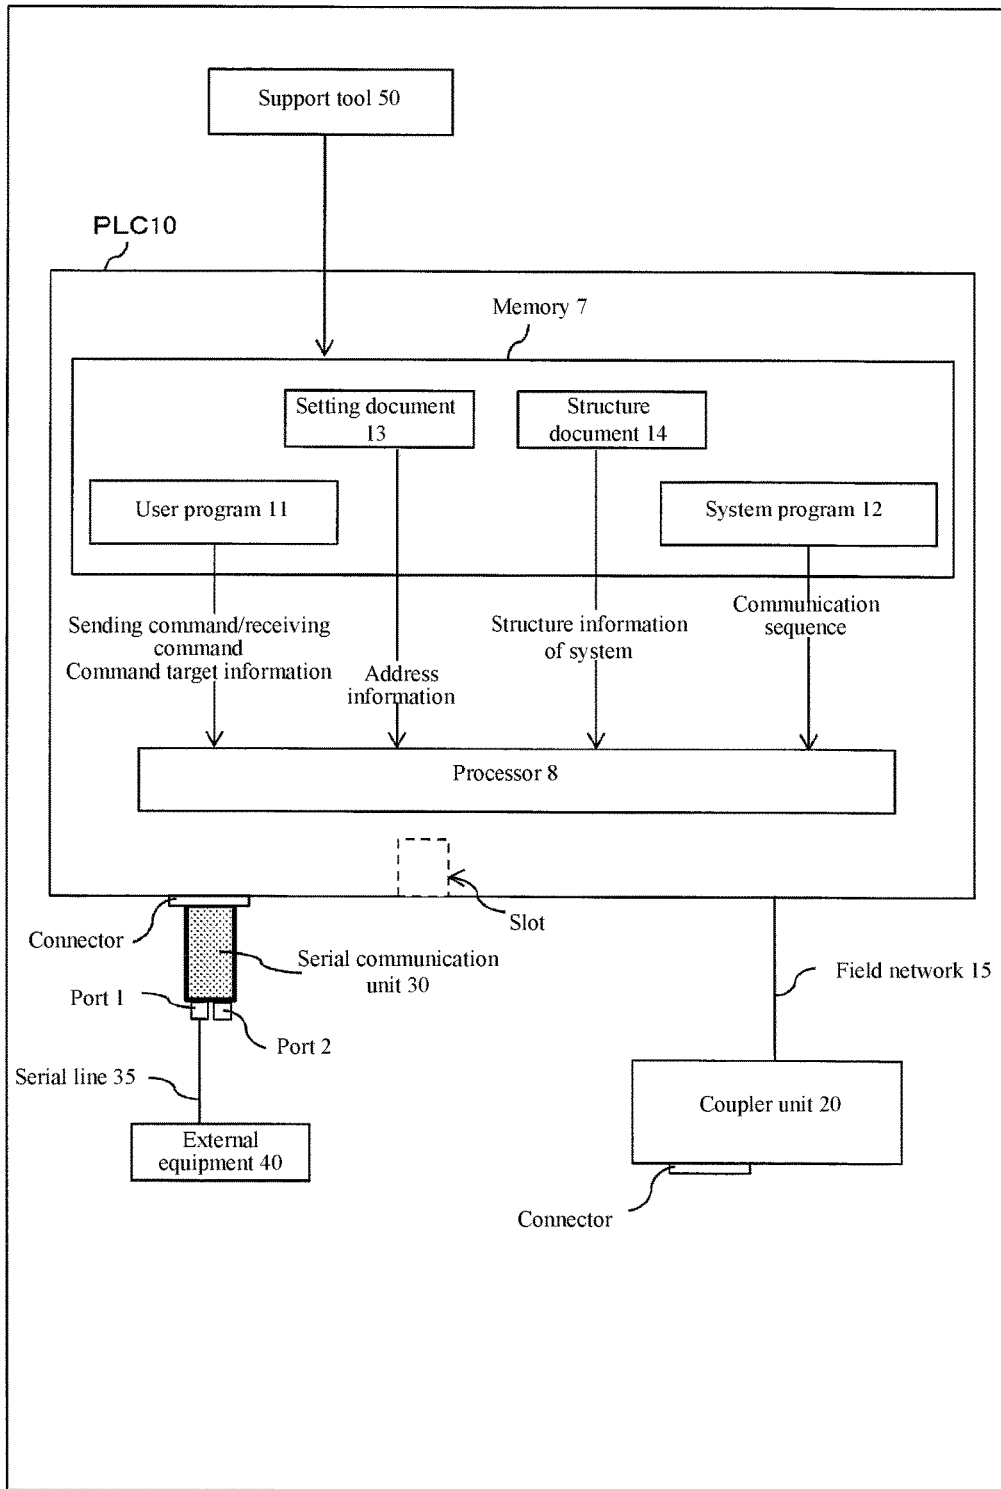 Support tool 50
PLC10
Memory 7
Setting document
13
Structure
document 14
User program 11
System program 12
Sending command/receiving
command
Command target information
Address
information
Structure information
of system
Communication
sequence
Processor 8
Slot
Connector
Serial communication
unit 30
Field network 15
Port 1
Port 2
Serial line 35
Coupler unit 20
External
equipment 40
Connector